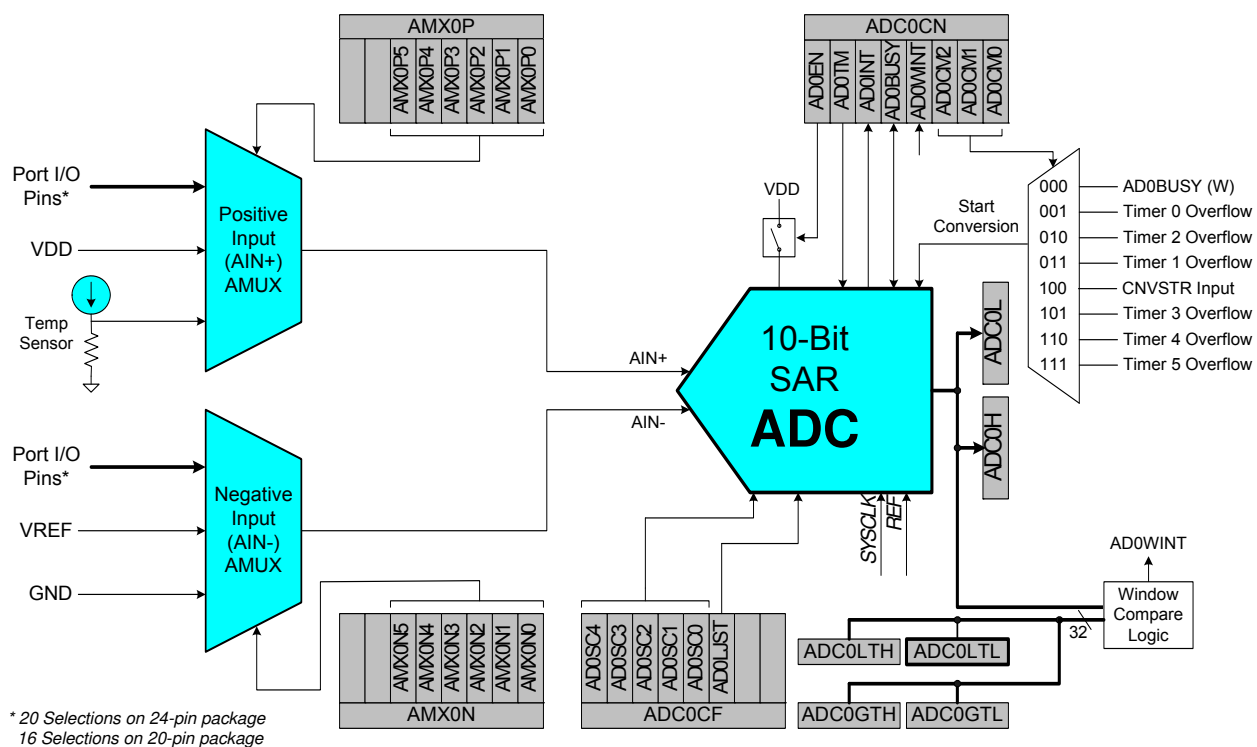 AMX0P
AMX0P5
AMX0P4
AMX0P3
AMX0P2
AMX0P1
AMX0P0
ADC0CN
AD0EN
AD0TM
AD0INT
AD0BUSY
AD0WINT
AD0CM2
AD0CM1
AD0CM0
Port I/O
Pins*
VDD
Temp
Sensor
Positive
Input
(AIN+)
AMUX
VDD
Start
Conversion
000
001
010
011
100
101
110
111
AD0BUSY (W)
Timer 0 Overflow
Timer 2 Overflow
Timer 1 Overflow
CNVSTR Input
Timer 3 Overflow
Timer 4 Overflow
Timer 5 Overflow
AIN+
AIN-
10-Bit
SAR
ADC
ADC0L
ADC0H
SYSCLK
REF
Port I/O
Pins*
VREF
GND
Negative
Input
(AIN-)
AMUX
AMX0N5
AMX0N4
AMX0N3
AMX0N2
AMX0N1
AMX0N0
AMX0N
AD0SC4
AD0SC3
AD0SC2
AD0SC1
AD0SC0
AD0LJST
ADC0CF
AD0WINT
Window
Compare
Logic
32
ADC0LTH
ADC0LTL
ADC0GTH
ADC0GTL
* 20 Selections on 24-pin package
16 Selections on 20-pin package